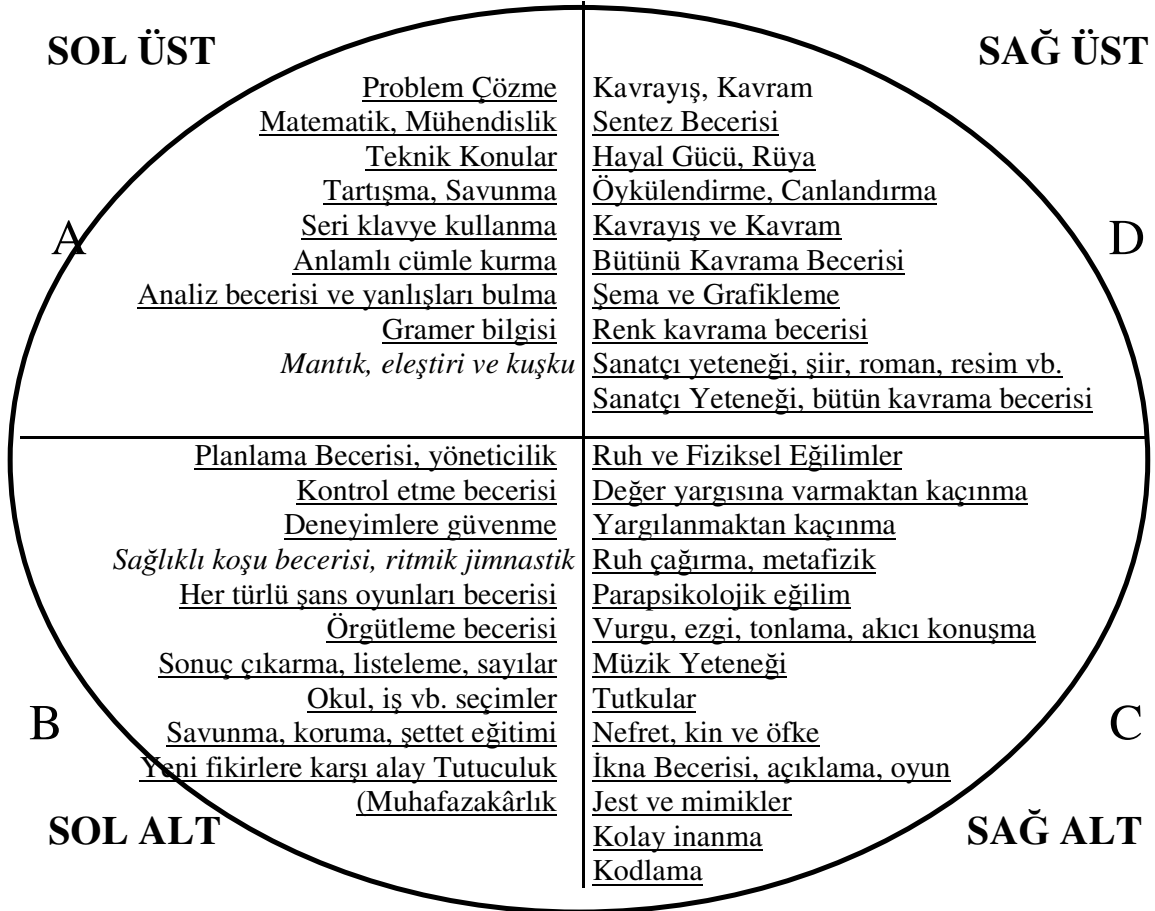 SOL ÜST
Problem Çözme
Matematik, Mühendislik
Teknik Konular
Tartışma, Savunma
Seri klavye kullanma
A
Anlamlı cümle kurma
Analiz becerisi ve yanlışları bulma
Gramer bilgisi
Mantık, eleştiri ve kuşku
SAĞ ÜST
Kavrayış, Kavram
Sentez Becerisi
Hayal Gücü, Rüya
Öykülendirme, Canlandırma
Kavrayış ve Kavram
D
Bütünü Kavrama Becerisi
Şema ve Grafikleme
Renk kavrama becerisi
Sanatçı yeteneği, şiir, roman, resim vb.
Sanatçı Yeteneği, bütün kavrama becerisi
Planlama Becerisi, yöneticilik
Kontrol etme becerisi
Deneyimlere güvenme
Sağlıklı koşu becerisi, ritmik jimnastik
Her türlü şans oyunları becerisi
Örgütleme becerisi
Sonuç çıkarma, listeleme, sayılar
Okul, iş vb. seçimler
B
Savunma, koruma, şettet eğitimi
Yeni fikirlere karşı alay Tutuculuk
(Muhafazakârlık
SOL ALT
Ruh ve Fiziksel Eğilimler
Değer yargısına varmaktan kaçınma
Yargılanmaktan kaçınma
Ruh çağırma, metafizik
Parapsikolojik eğilim
Vurgu, ezgi, tonlama, akıcı konuşma
Müzik Yeteneği
Tutkular
C
Nefret, kin ve öfke
İkna Becerisi, açıklama, oyun
Jest ve mimikler
SAĞ ALT
Kolay inanma
Kodlama